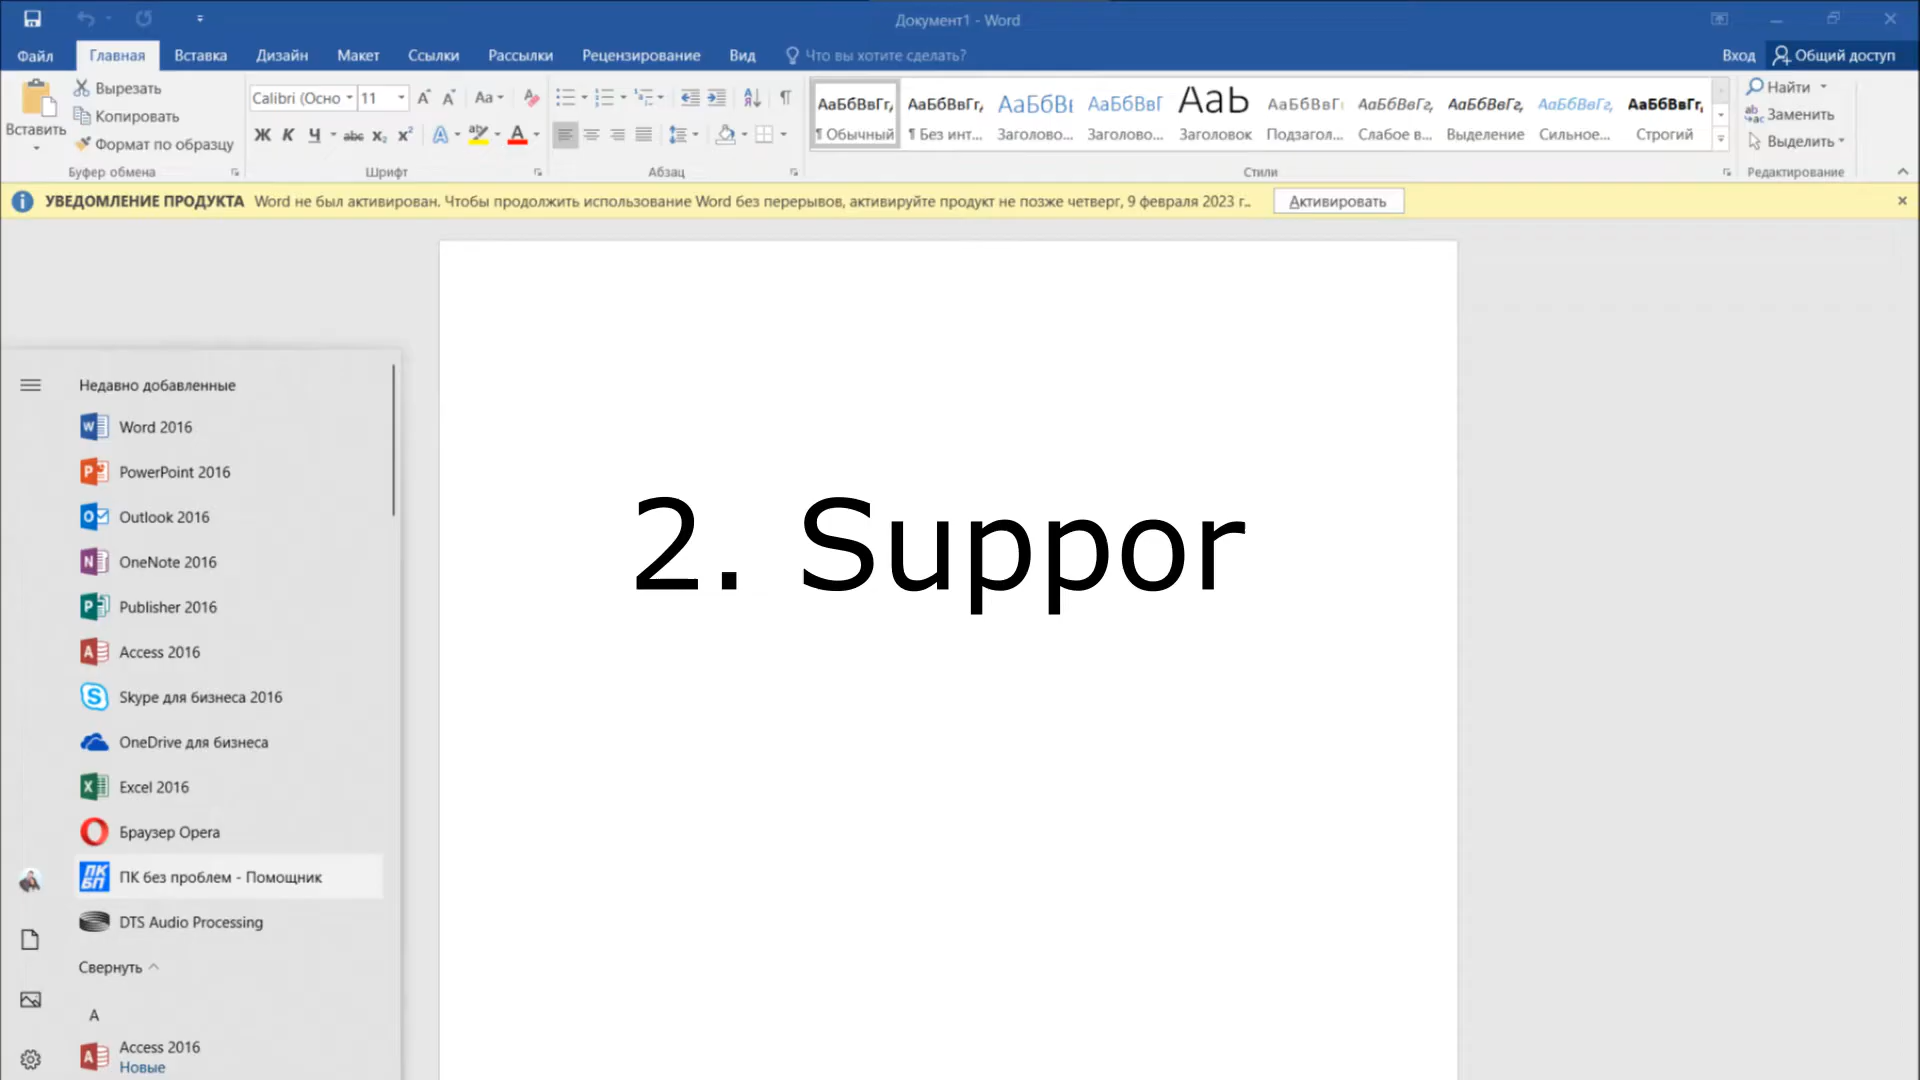 Документ1 - Word
Файл Главная Вставка Дизайн Макет Ссылки Рассылки Рецензирование Вид Что вы хотите сделать? Вход Общий доступ
Вставить
Вырезать
Копировать
Формат по образцу
Буфер обмена
Calibri (Осно 11
Aa
Ж К Ч abc x₂ x²
Шрифт
Абзац
АаБбВвГг, АаБбВвГг, АаБбВі АаБбВвГ АаЬ АаБбВвГг АаБбВвГг, АаБбВвГг, АаБбВвГг, АаБбВвГг,
¶ Обычный ¶ Без инт... Заголово... Заголово... Заголовок Подзагол... Слабое в... Выделение Сильное... Строгий
Стили
Найти
Заменить
Выделить
Редактирование
УВЕДОМЛЕНИЕ ПРОДУКТА Word не был активирован. Чтобы продолжить использование Word без перерывов, активируйте продукт не позже четверг, 9 февраля 2023 г.. Активировать
2. Suppor
Недавно добавленные
Word 2016
PowerPoint 2016
Outlook 2016
OneNote 2016
Publisher 2016
Access 2016
Skype для бизнеса 2016
OneDrive для бизнеса
Excel 2016
Браузер Opera
ПК без проблем - Помощник
DTS Audio Processing
Свернуть
A
Access 2016
Новые